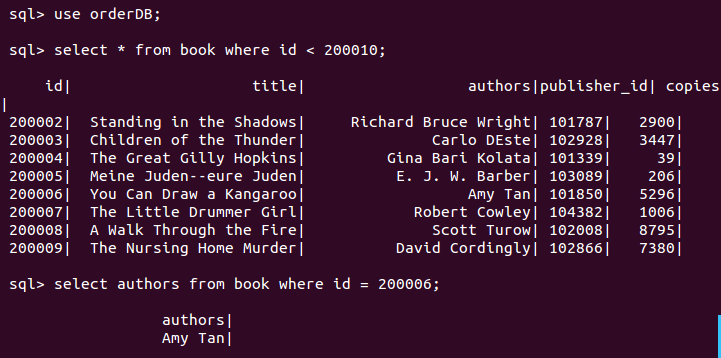 sql> use orderDB;
sql> select * from book where id < 200010;
id| title| authors|publisher_id| copies
|
200002| Standing in the Shadows| Richard Bruce Wright| 101787| 2900|
200003| Children of the Thunder| Carlo DEste| 102928| 3447|
200004| The Great Gilly Hopkins| Gina Bari Kolata| 101339| 39|
200005| Meine Juden--eure Juden| E. J. W. Barber| 103089| 206|
200006| You Can Draw a Kangaroo| Amy Tan| 101850| 5296|
200007| The Little Drummer Girl| Robert Cowley| 104382| 1006|
200008| A Walk Through the Fire| Scott Turow| 102008| 8795|
200009| The Nursing Home Murder| David Cordingly| 102866| 7380|
sql> select authors from book where id = 200006;
authors|
Amy Tan|